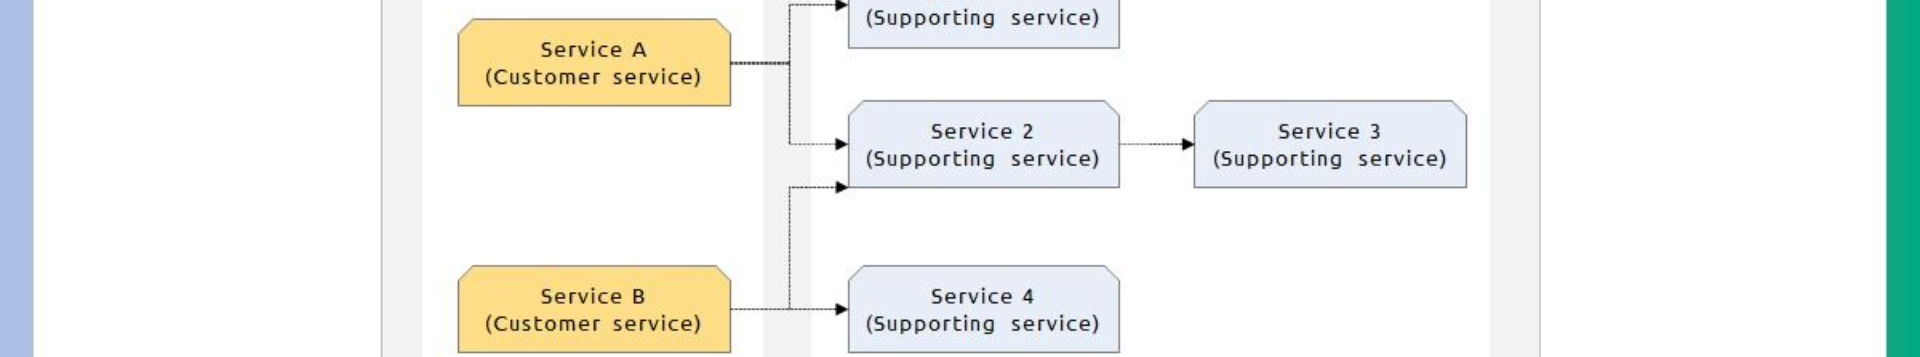 (Supporting service)
Service A
(Customer service)
Service 2
(Supporting service)
Service 3
(Supporting service)
Service B
(Customer service)
Service 4
(Supporting service)